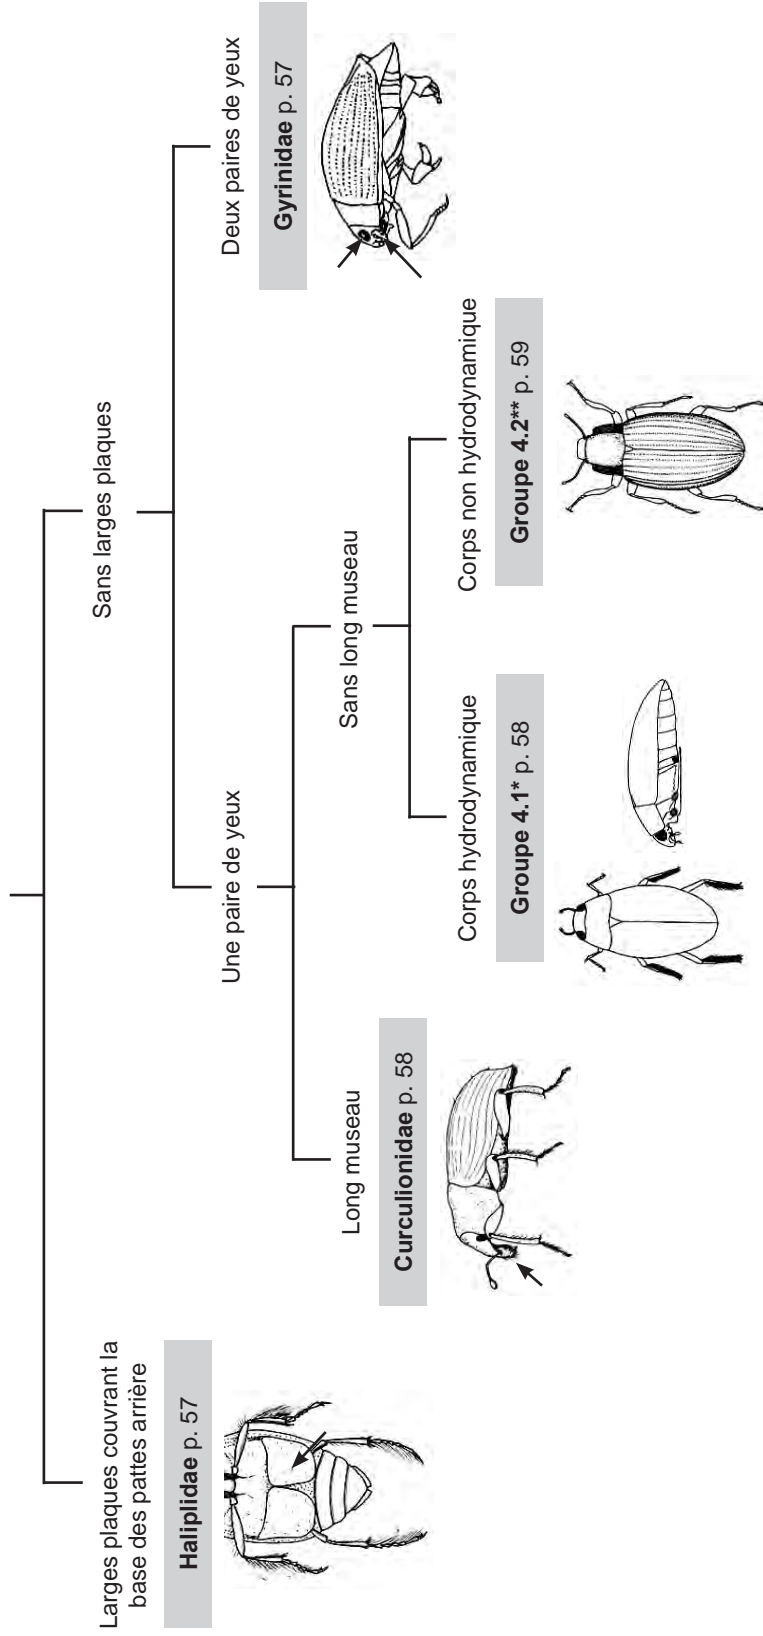 Larges plaques couvrant la
base des pattes arrière
Haliplidae p. 57
Sans larges plaques
Une paire de yeux
Long museau
Curculionidae p. 58
Sans long museau
Corps hydrodynamique
Groupe 4.1* p. 58
Corps non hydrodynamique
Groupe 4.2** p. 59
Deux paires de yeux
Gyrinidae p. 57